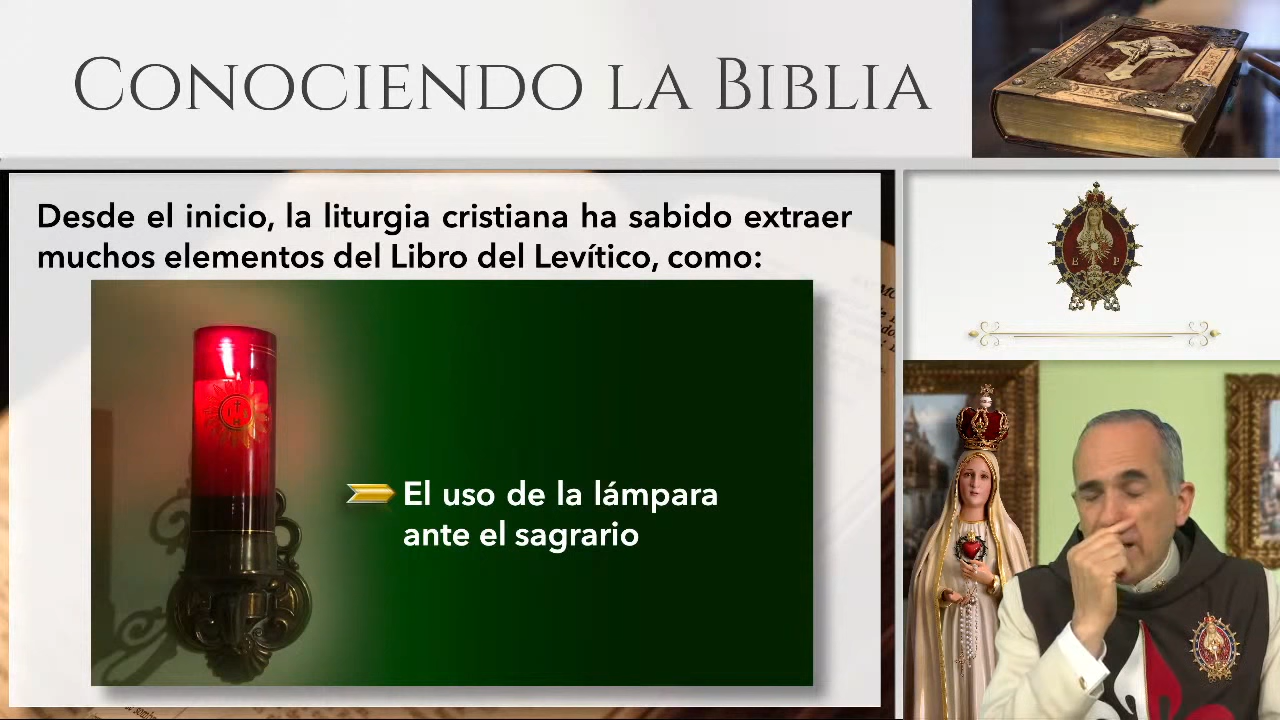 Conociendo la Biblia
Desde el inicio, la liturgia cristiana ha sabido extraer
muchos elementos del Libro del Levítico, como:
El uso de la lámpara
ante el sagrario
E P